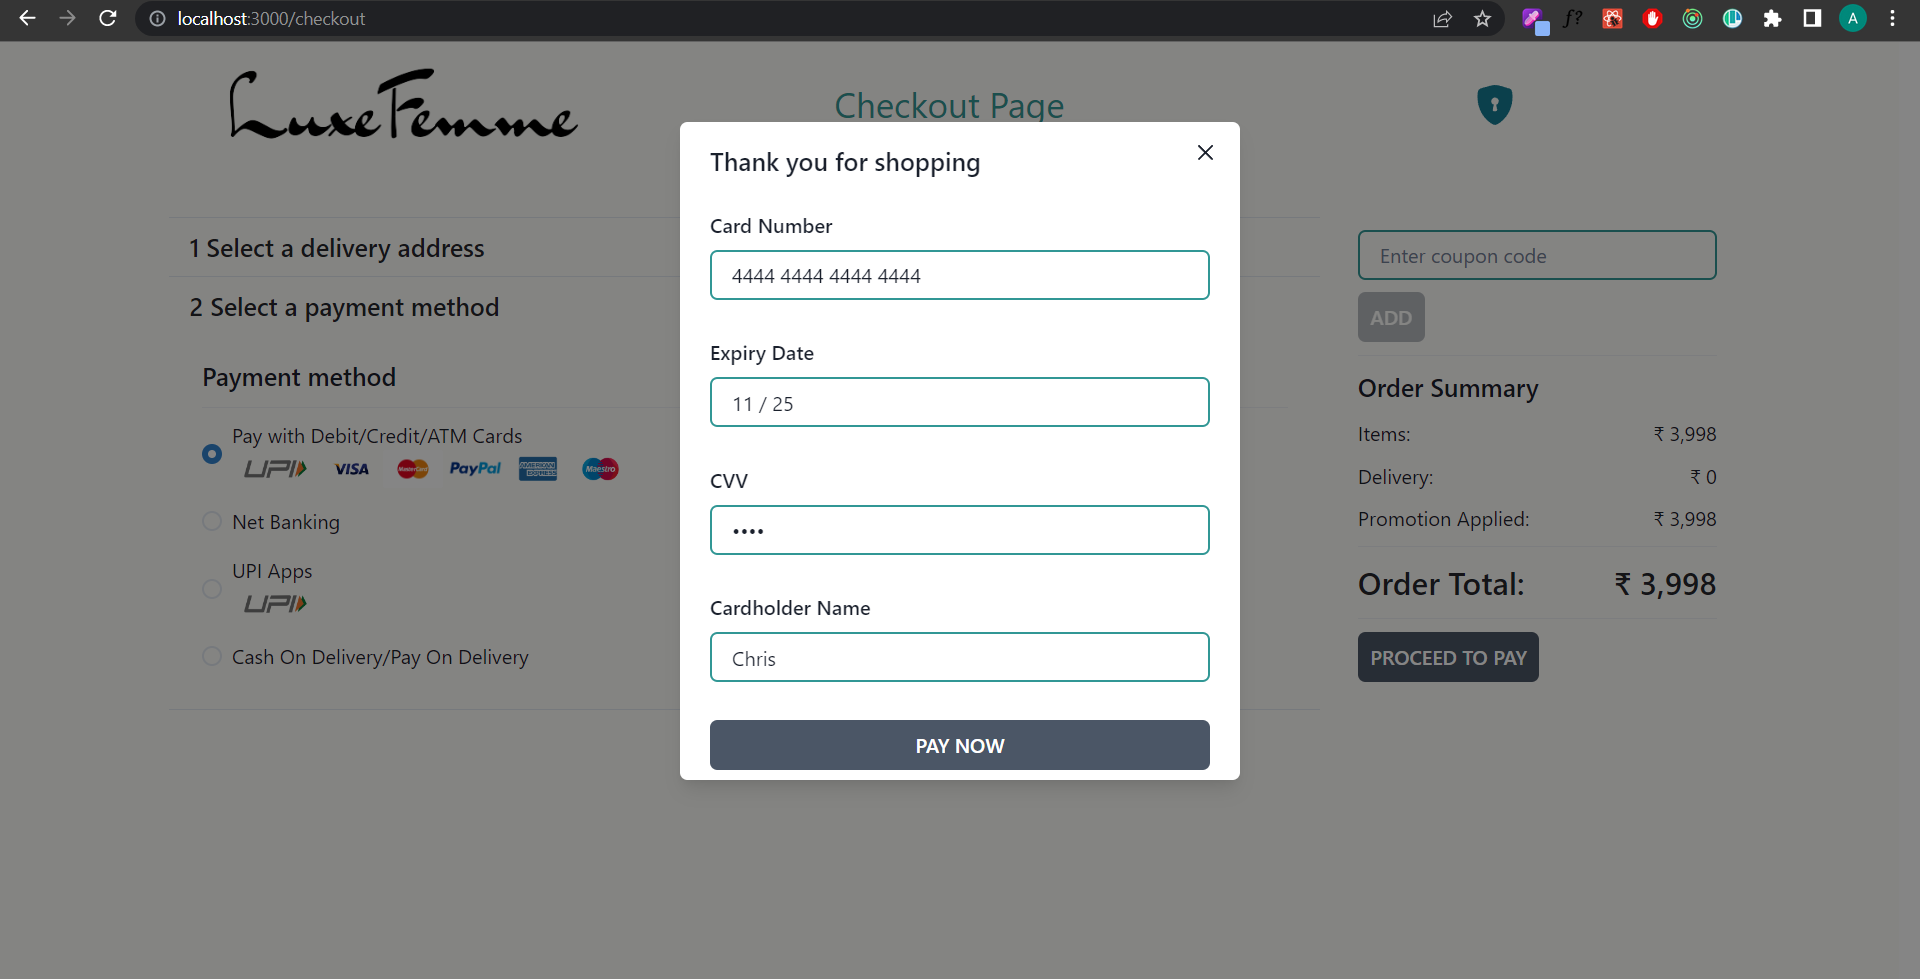 localhost:3000/checkout
f?
A
LuxeFemme
Checkout Page
Thank you for shopping
Card Number
4444 4444 4444 4444
Expiry Date
11 / 25
CVV
••••
Cardholder Name
Chris
PAY NOW
1 Select a delivery address
2 Select a payment method
Payment method
Pay with Debit/Credit/ATM Cards
UPI VISA MasterCard PayPal AMERICAN EXPRESS Maestro
Net Banking
UPI Apps
UPI
Cash On Delivery/Pay On Delivery
Enter coupon code
ADD
Order Summary
Items: ₹ 3,998
Delivery: ₹ 0
Promotion Applied: ₹ 3,998
Order Total: ₹ 3,998
PROCEED TO PAY